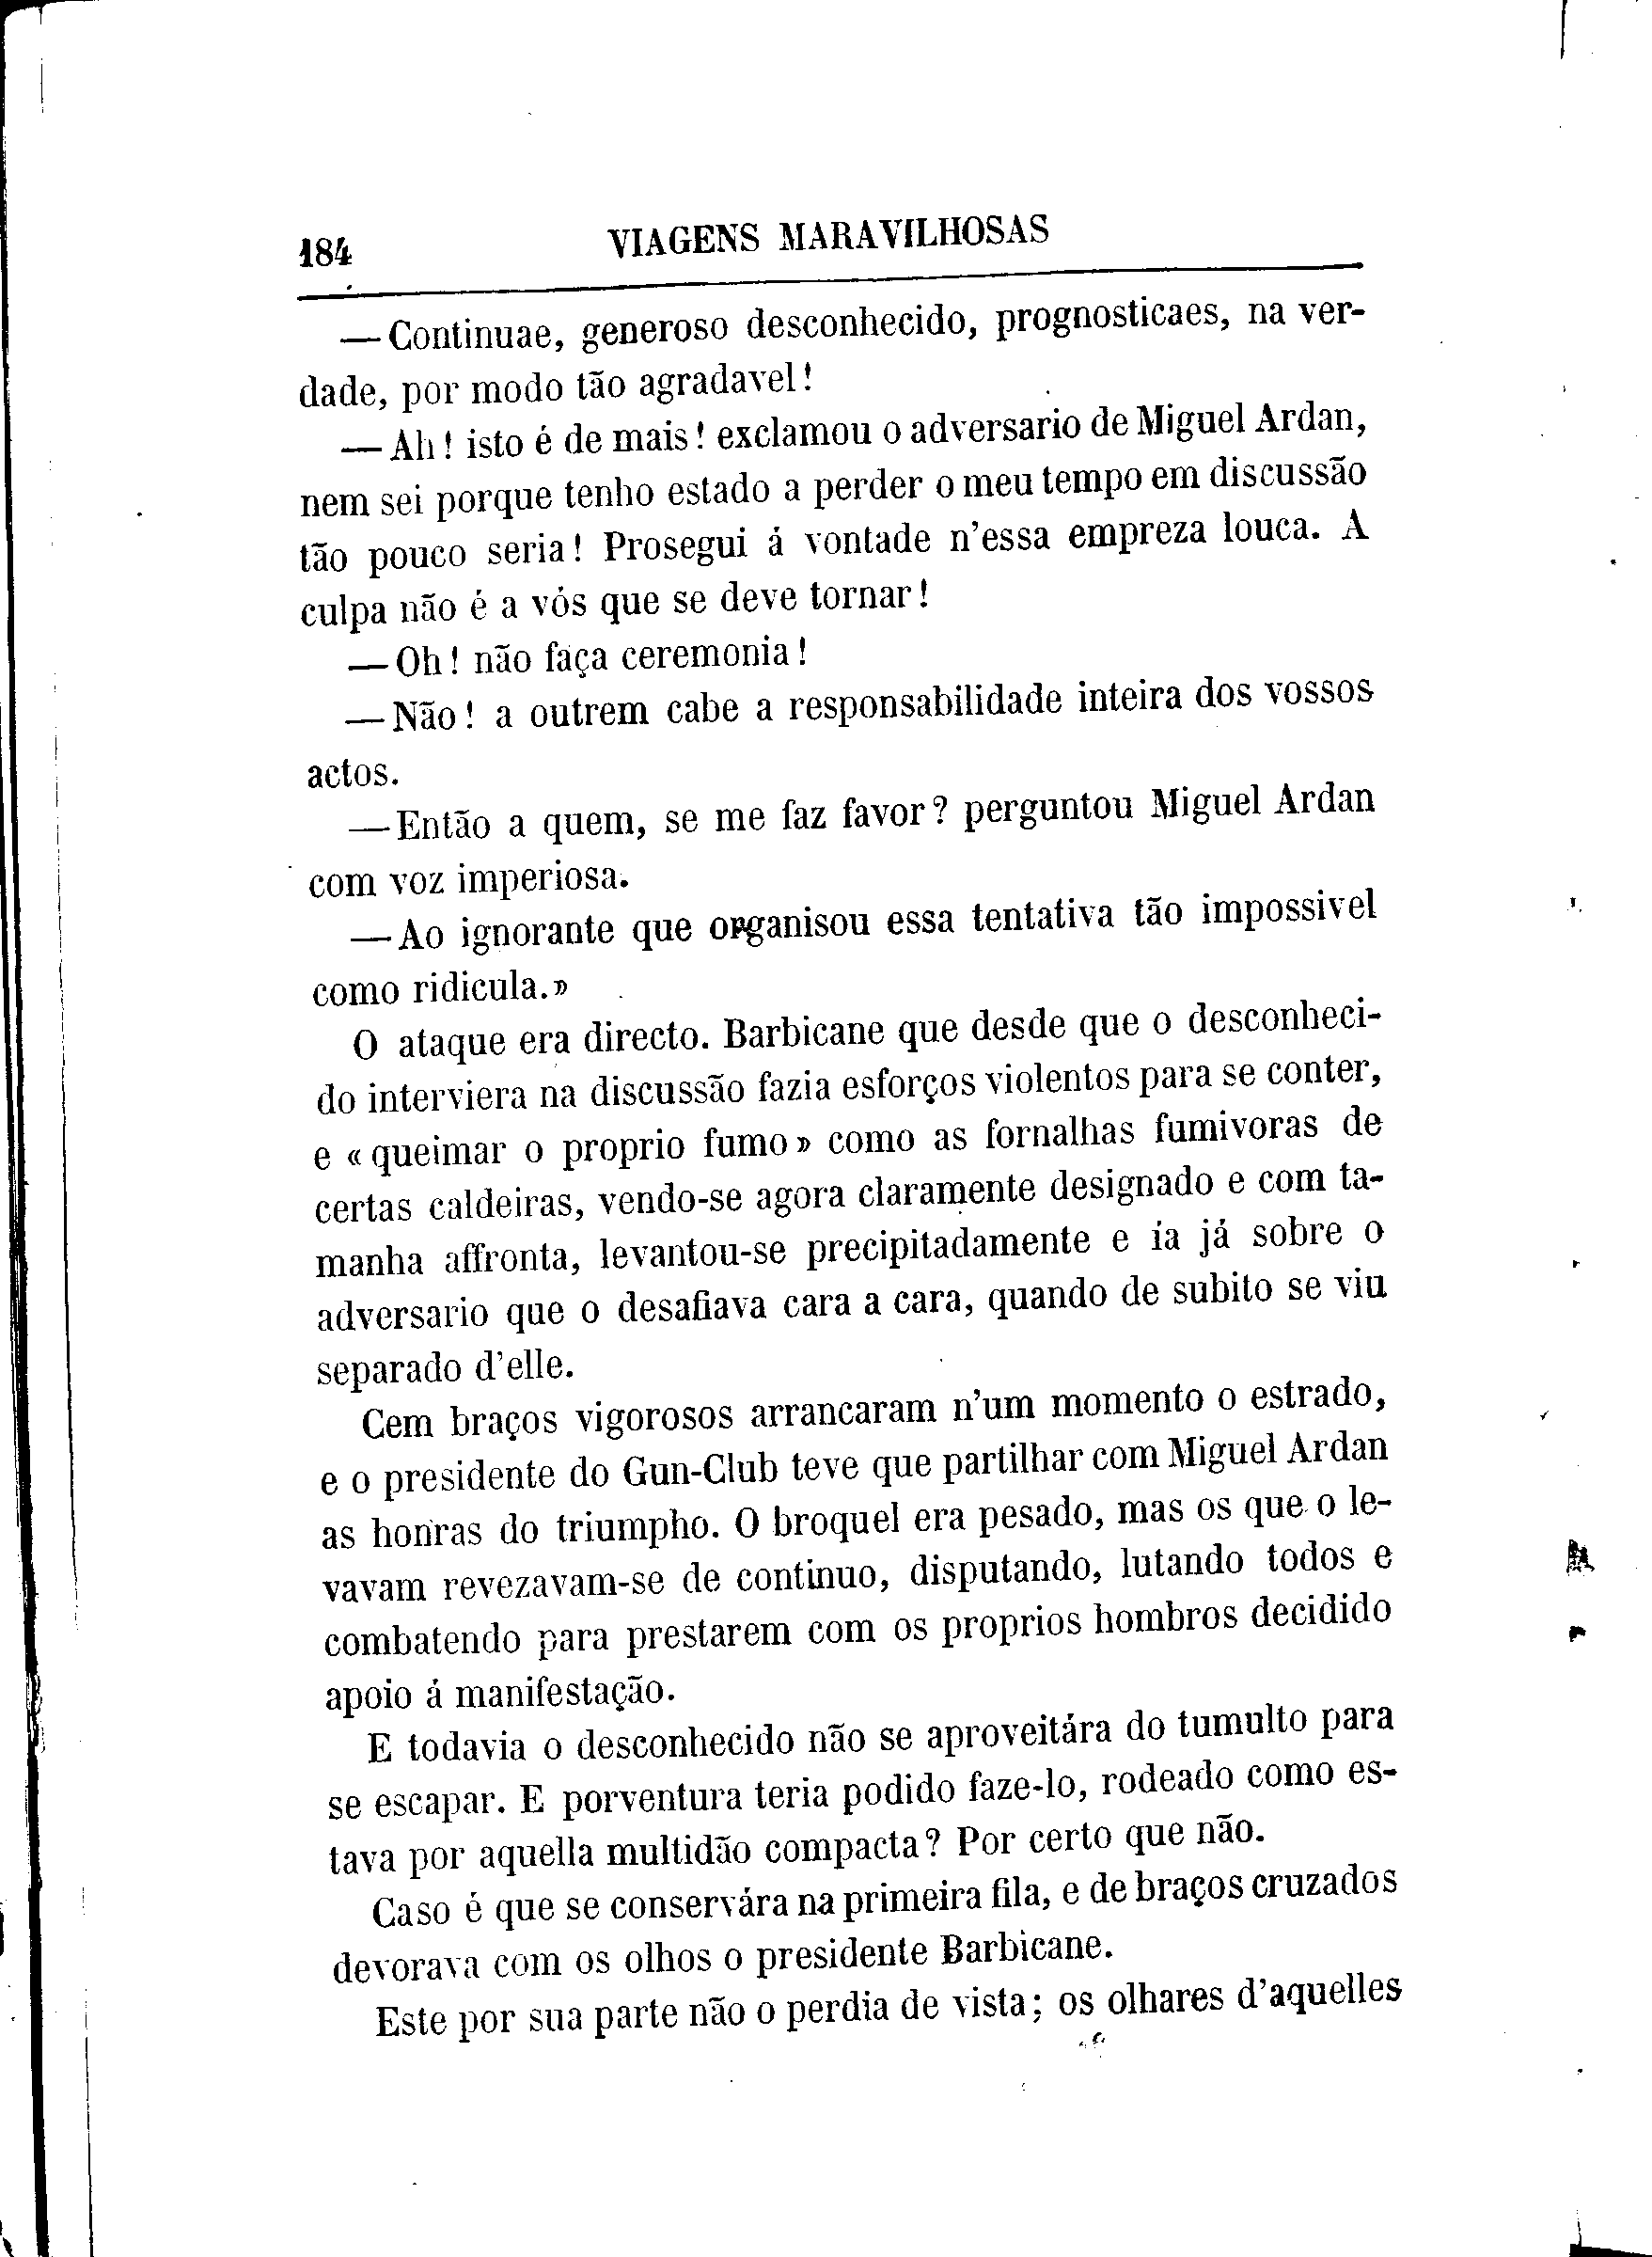 184
VIAGENS MARAVILHOSAS
—Continuae, generoso desconhecido, prognosticaes, na ver-
dade, por modo tão agradavel!
—Ah! isto é de mais! exclamou o adversario de Miguel Ardan,
nem sei porque tenho estado a perder o meu tempo em discussão
tão pouco seria! Prosegui á vontade n'essa empreza louca. A
culpa não é a vós que se deve tornar!
—Oh! não faça ceremonia!
—Não! a outrem cabe a responsabilidade inteira dos vossos
actos.
—Então a quem, se me faz favor? perguntou Miguel Ardan
com voz imperiosa.
—Ao ignorante que organisou essa tentativa tão impossivel
como ridicula.»
O ataque era directo. Barbicane que desde que o desconheci-
do interviera na discussão fazia esforços violentos para se conter,
e «queimar o proprio fumo» como as fornalhas fumivoras de
certas caldeiras, vendo-se agora claramente designado e com ta-
manha affronta, levantou-se precipitadamente e ía já sobre o
adversario que o desafiava cara a cara, quando de subito se viu
separado d'elle.
Cem braços vigorosos arrancaram n'um momento o estrado,
e o presidente do Gun-Club teve que partilhar com Miguel Ardan
as honras do triumpho. O broquel era pesado, mas os que o le-
vavam revezavam-se de continuo, disputando, lutando todos e
combatendo para prestarem com os proprios hombros decidido
apoio á manifestação.
E todavia o desconhecido não se aproveitára do tumulto para
se escapar. E porventura teria podido faze-lo, rodeado como es-
tava por aquella multidão compacta? Por certo que não.
Caso é que se conservára na primeira fila, e de braços cruzados
devorava com os olhos o presidente Barbicane.
Este por sua parte não o perdia de vista; os olhares d'aquelles